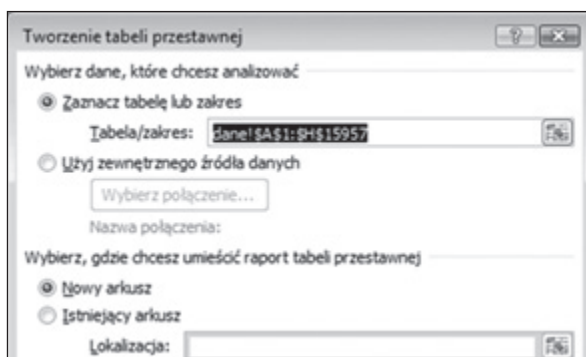 Tworzenie tabeli przestawnej
Wybierz dane, które chcesz analizować
Zaznacz tabelę lub zakres
Tabela/zakres: dane!$A$1:$H$15957
Użyj zewnętrznego źródła danych
Wybierz połączenie...
Nazwa połączenia:
Wybierz, gdzie chcesz umieścić raport tabeli przestawnej
Nowy arkusz
Istniejący arkusz
Lokalizacja: